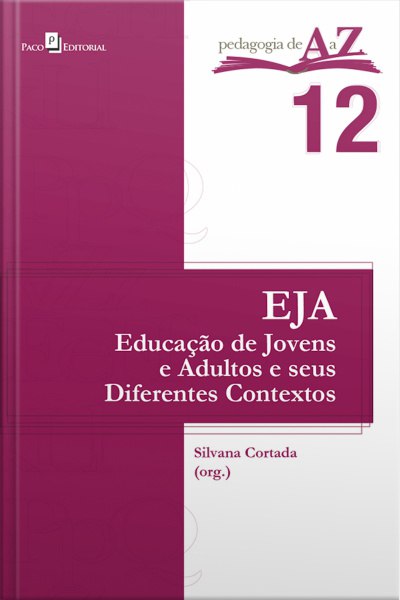 PACO EDITORIAL
pedagogia de A a Z
12
EJA
Educação de Jovens
e Adultos e seus
Diferentes Contextos
Silvana Cortada
(org.)